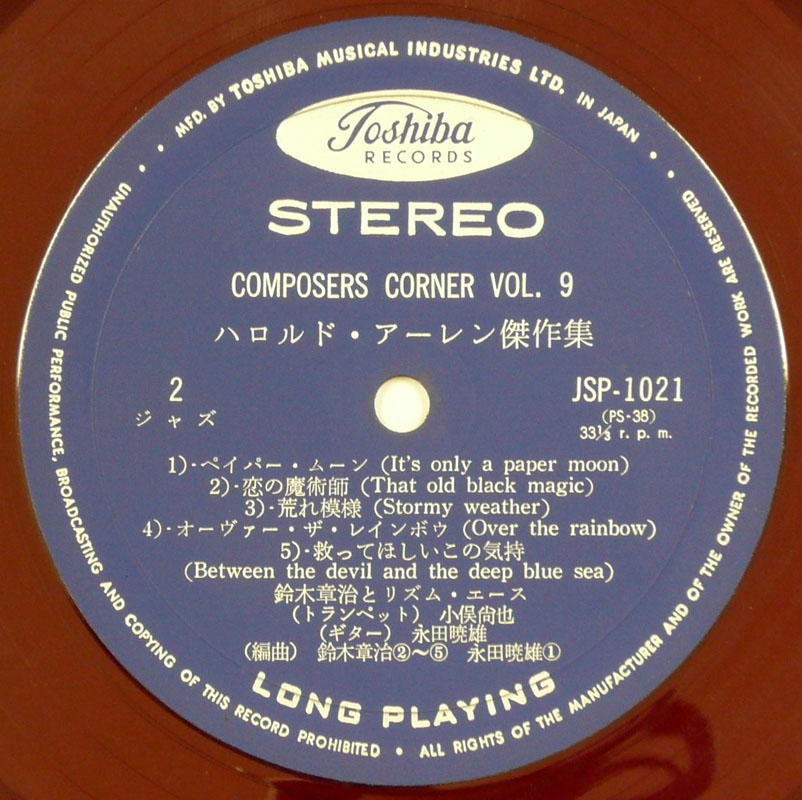 MFD. BY TOSHIBA MUSICAL INDUSTRIES LTD. IN JAPAN
Toshiba
RECORDS
STEREO
COMPOSERS CORNER VOL. 9
ハロルド・アーレン傑作集
2
ジャズ
JSP-1021
(PS-38)
33⅓ r. p. m.
1)-ペイパー・ムーン (It's only a paper moon)
2)-恋の魔術師 (That old black magic)
3)-荒れ模様 (Stormy weather)
4)-オーヴァー・ザ・レインボウ (Over the rainbow)
5)-救ってほしいこの気持
(Between the devil and the deep blue sea)
鈴木章治とリズム・エース
(トランペット) 小俣尚也
(ギター) 永田暁雄
(編曲) 鈴木章治②〜⑤ 永田暁雄①
LONG PLAYING
UNAUTHORIZED PUBLIC PERFORMANCE, BROADCASTING AND COPYING OF THIS RECORD PROHIBITED • ALL RIGHTS OF THE MANUFACTURER AND OF THE OWNER OF THE RECORDED WORK ARE RESERVED